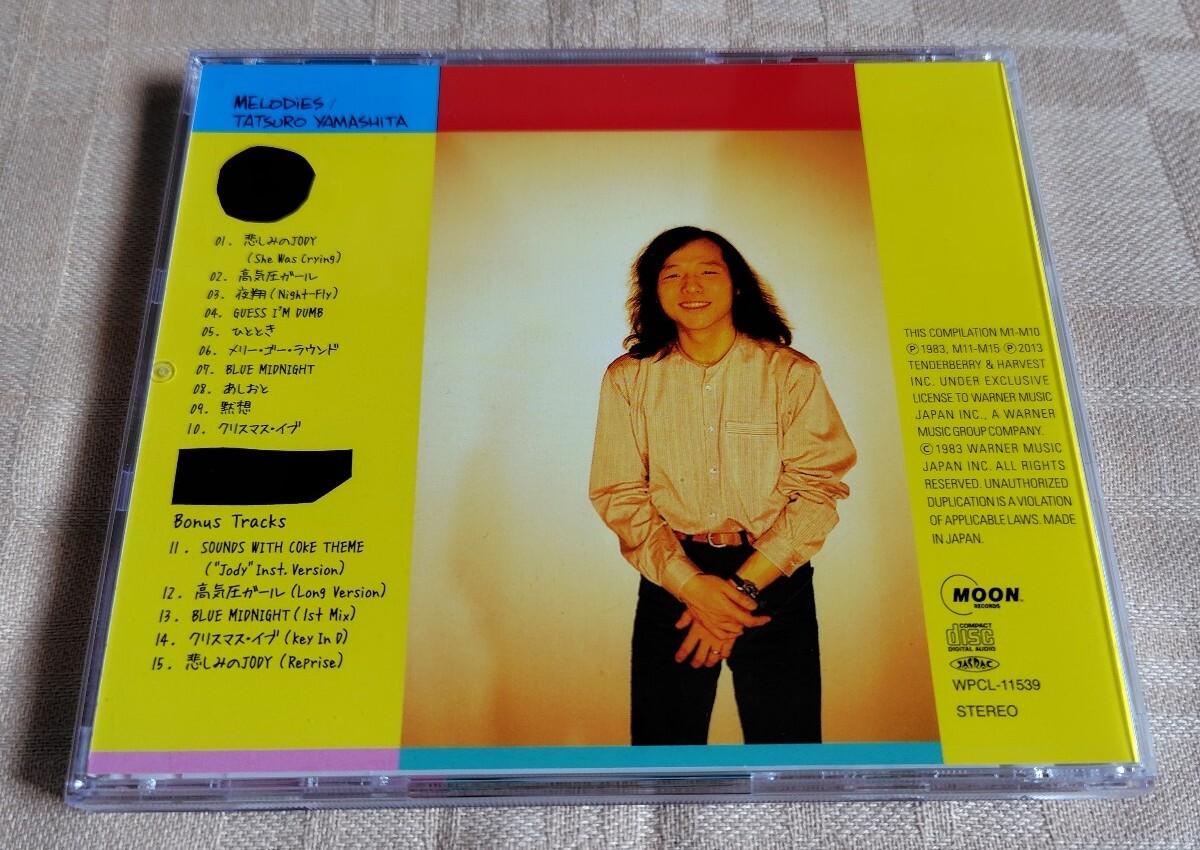 MELODiES /
TATSURO YAMASHITA
01. 悲しみのJODY
(She Was Crying)
02. 高気圧ガール
03. 夜翔 (Night-Fly)
04. GUESS I'M DUMB
05. ひととき
06. メリー・ゴー・ラウンド
07. BLUE MIDNIGHT
08. あしおと
09. 黙想
10. クリスマス・イブ
Bonus Tracks
11. SOUNDS WITH COKE THEME
("Jody" Inst. Version)
12. 高気圧ガール (Long Version)
13. BLUE MIDNIGHT (1st Mix)
14. クリスマス・イブ (Key In D)
15. 悲しみのJODY (Reprise)
THIS COMPILATION M1-M10
Ⓟ1983, M11-M15 Ⓟ2013
TENDERBERRY & HARVEST
INC. UNDER EXCLUSIVE
LICENSE TO WARNER MUSIC
JAPAN INC., A WARNER
MUSIC GROUP COMPANY.
© 1983 WARNER MUSIC
JAPAN INC. ALL RIGHTS
RESERVED. UNAUTHORIZED
DUPLICATION IS A VIOLATION
OF APPLICABLE LAWS. MADE
IN JAPAN.
MOON
RECORDS
COMPACT
disc
DIGITAL AUDIO
JASRAC
WPCL-11539
STEREO